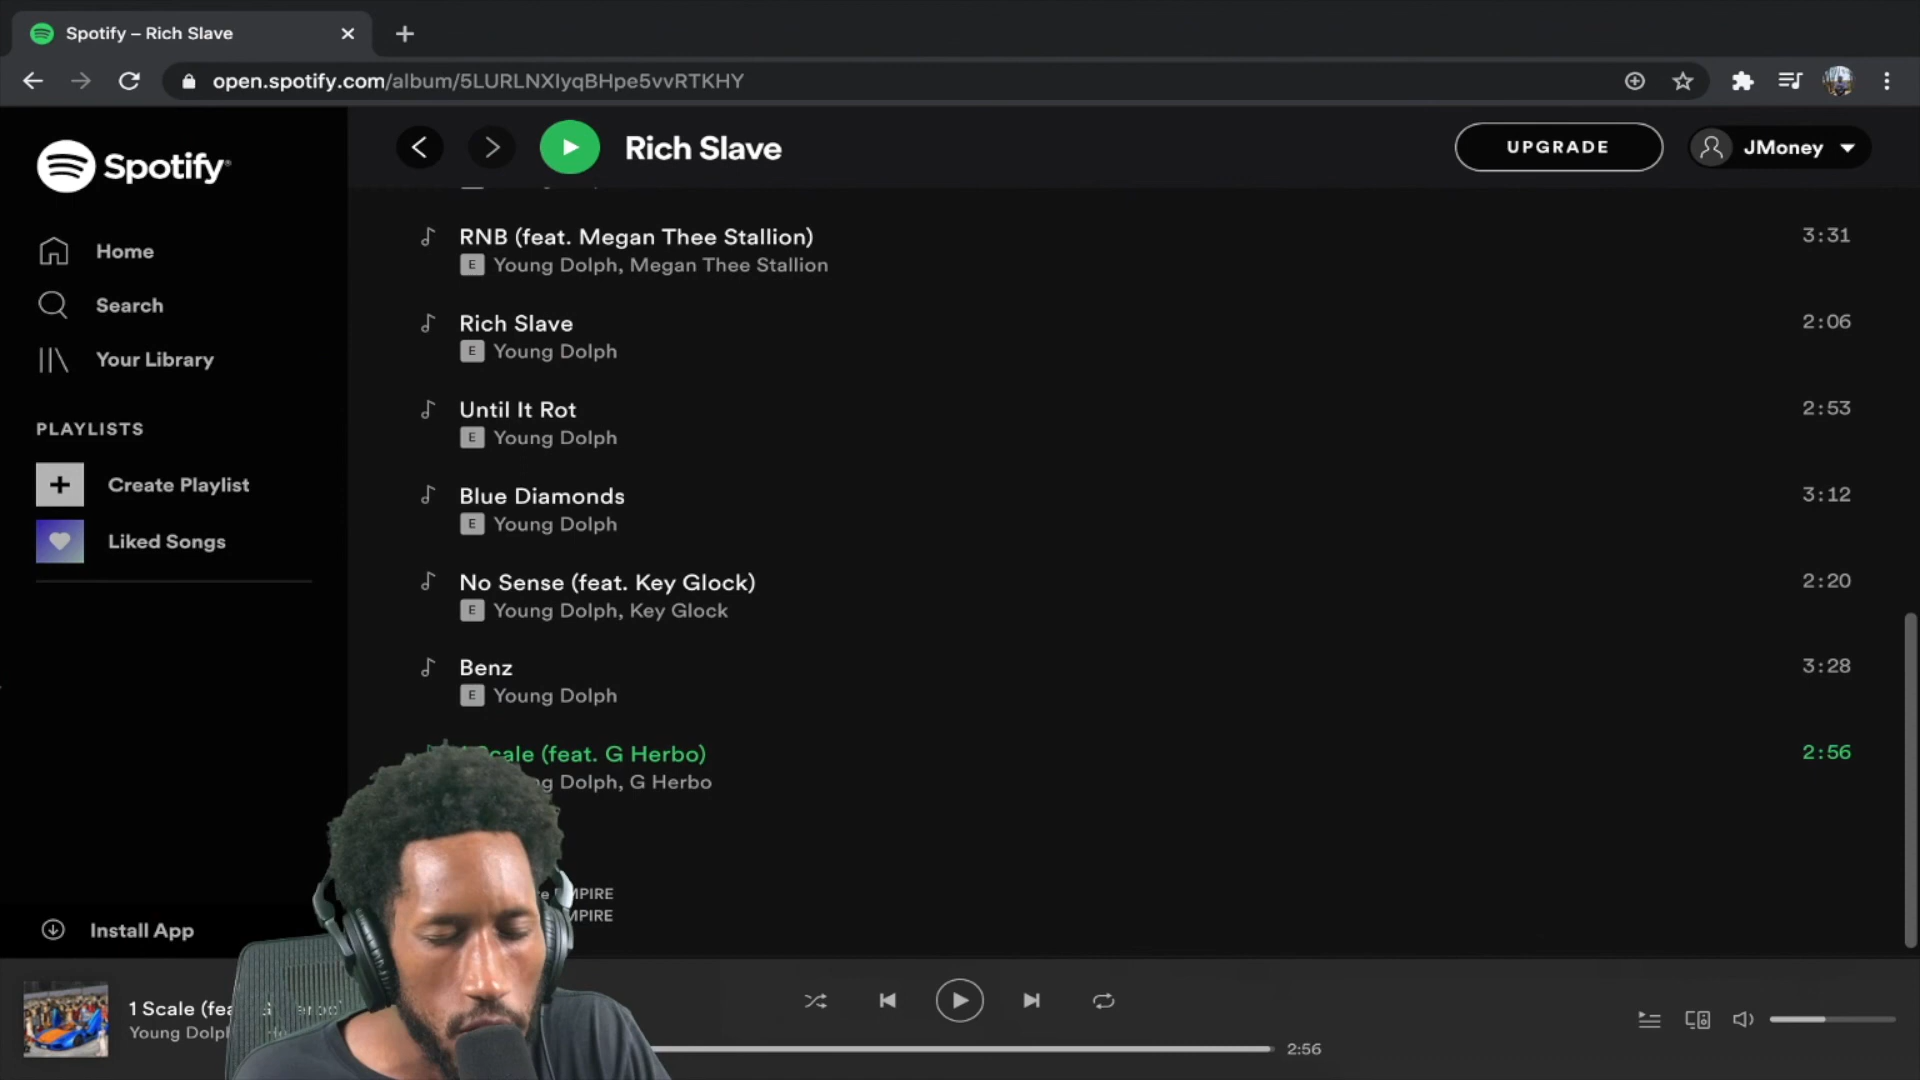 Spotify – Rich Slave
open.spotify.com/album/5LURLNXIyqBHpe5vvRTKHY
Spotify
Rich Slave
UPGRADE
JMoney
Home
Search
Your Library
PLAYLISTS
Create Playlist
Liked Songs
Install App
RNB (feat. Megan Thee Stallion) 3:31
E Young Dolph, Megan Thee Stallion
Rich Slave 2:06
E Young Dolph
Until It Rot 2:53
E Young Dolph
Blue Diamonds 3:12
E Young Dolph
No Sense (feat. Key Glock) 2:20
E Young Dolph, Key Glock
Benz 3:28
E Young Dolph
Scale (feat. G Herbo) 2:56
Dolph, G Herbo
MPIRE
MPIRE
1 Scale
Young
2:56